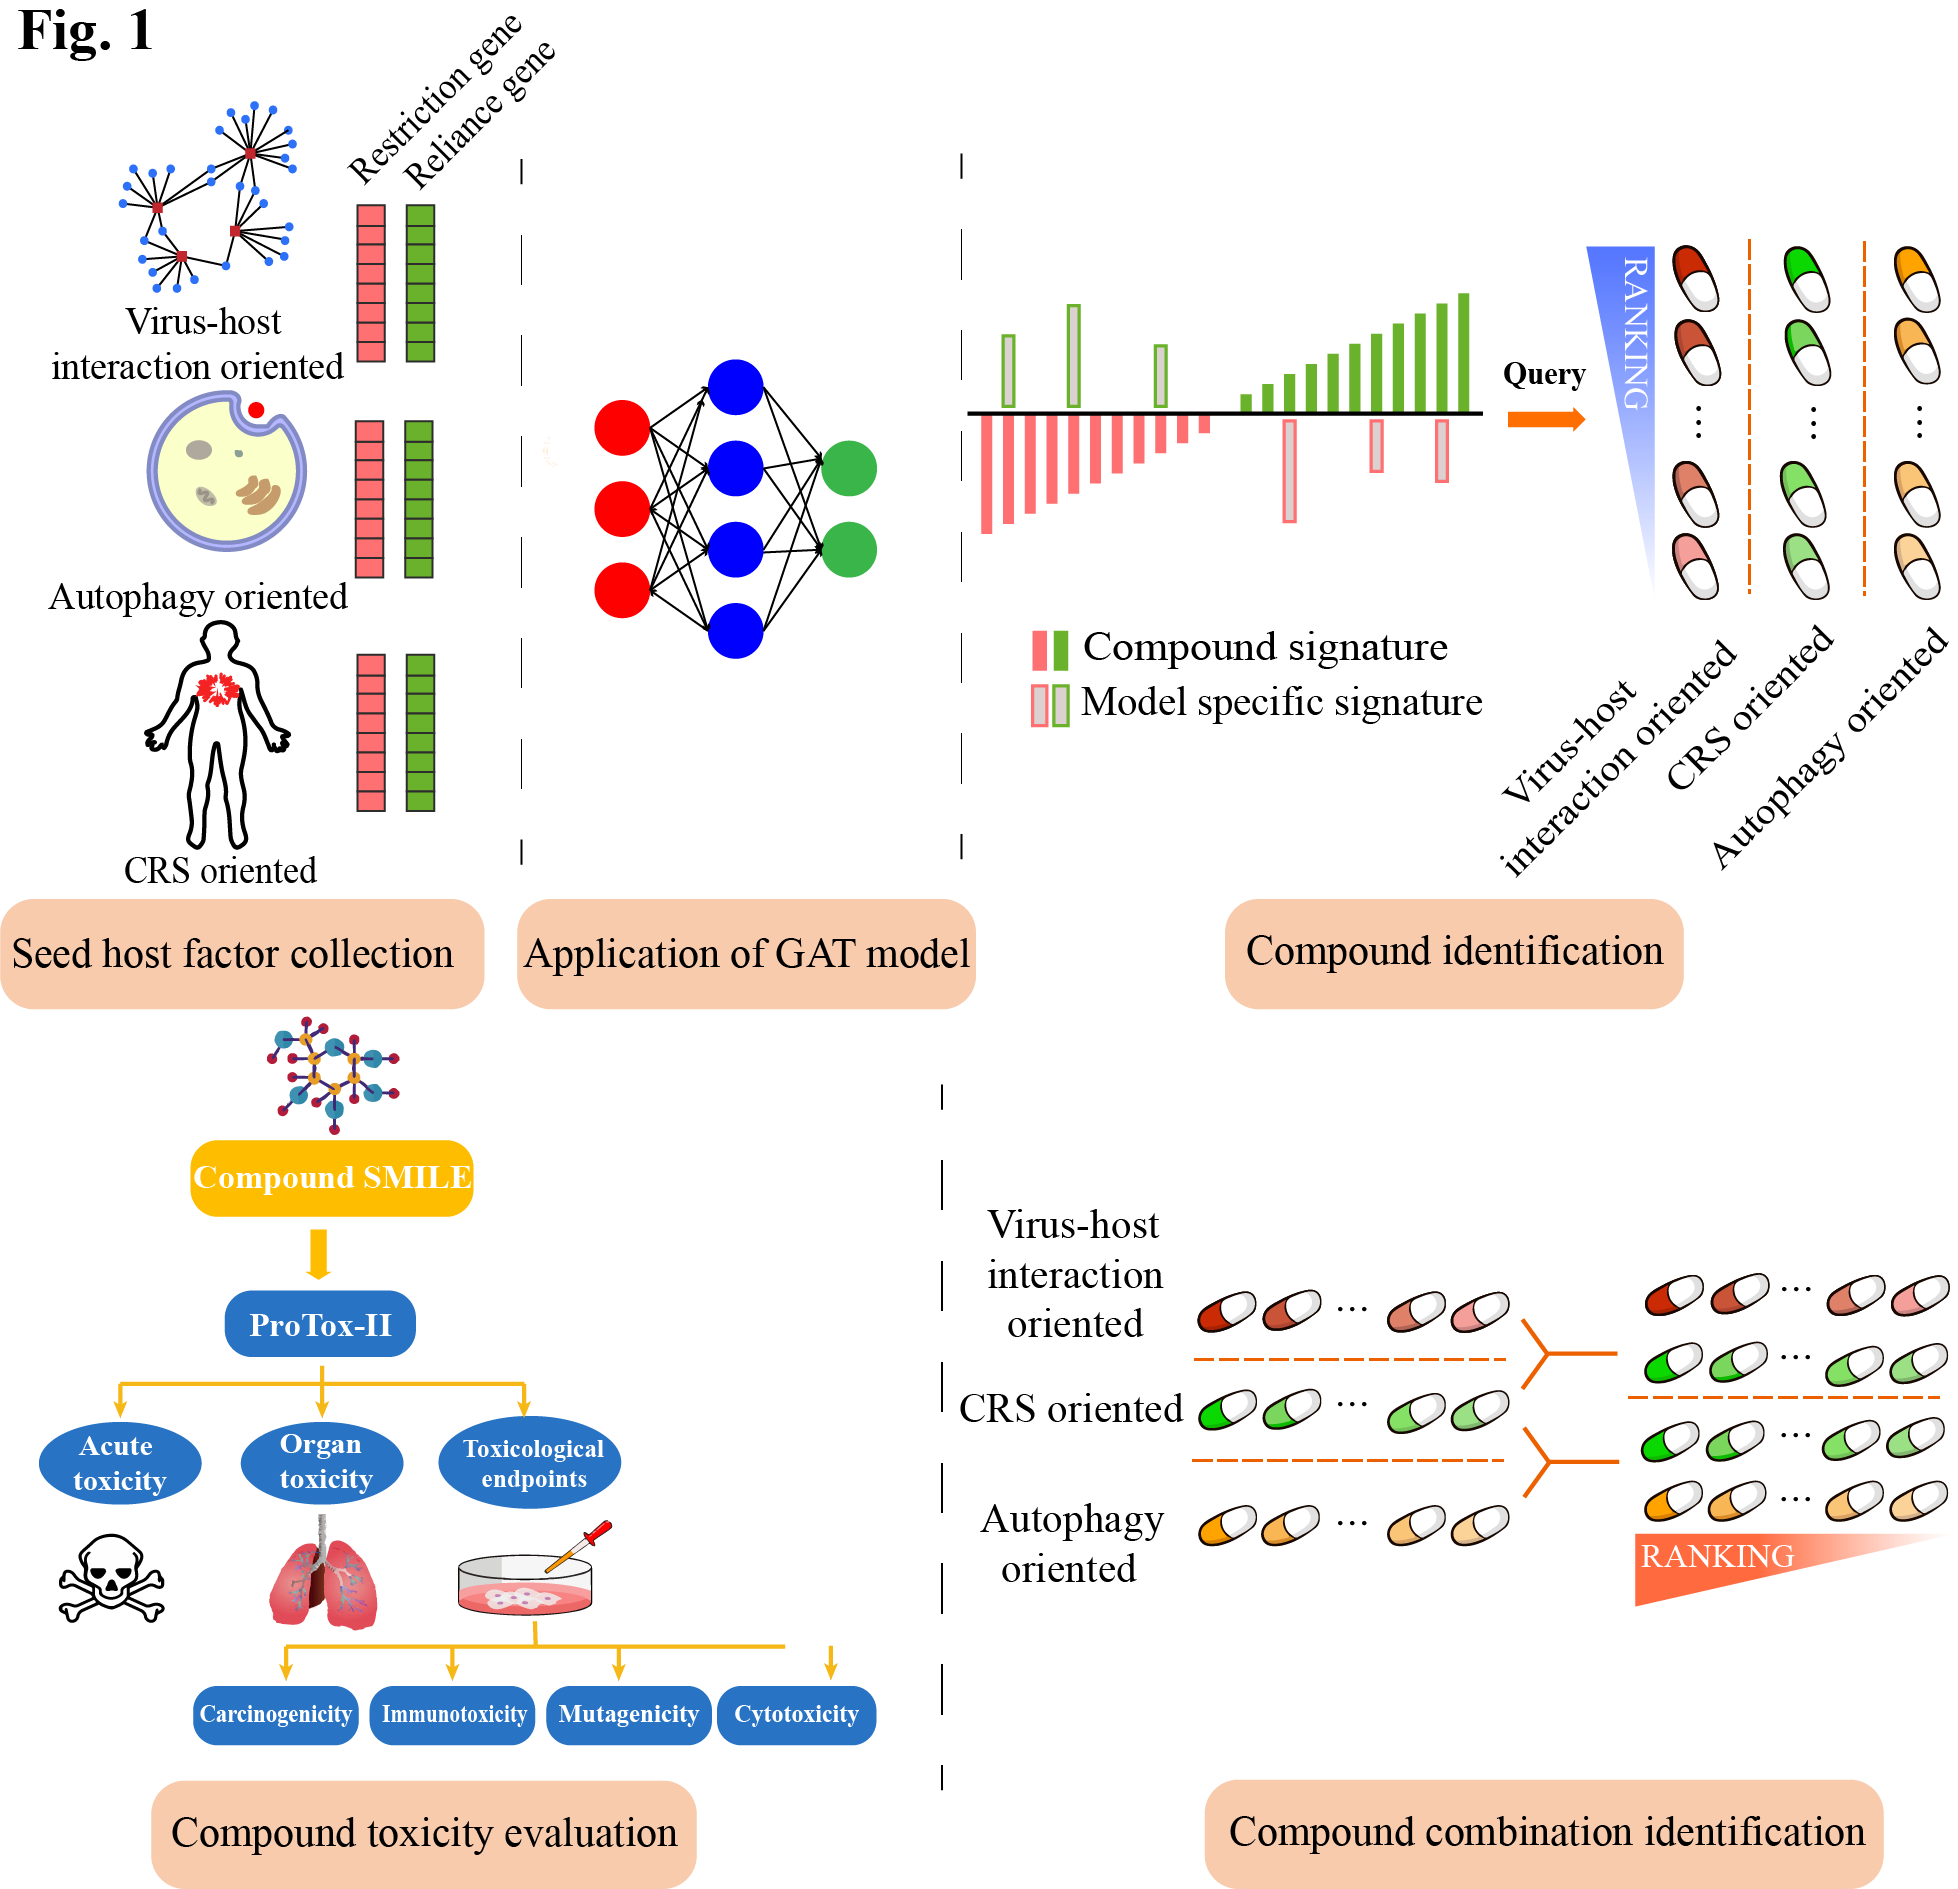 Fig. 1
Restriction gene
Reliance gene
Virus-host
interaction oriented
Autophagy oriented
CRS oriented
Seed host factor collection
Application of GAT model
Compound signature
Model specific signature
Query
RANKING
Virus-host
interaction oriented
CRS oriented
Autophagy oriented
Compound identification
Compound SMILE
ProTox-II
Acute
toxicity
Organ
toxicity
Toxicological
endpoints
Carcinogenicity
Immunotoxicity
Mutagenicity
Cytotoxicity
Compound toxicity evaluation
Virus-host
interaction
oriented
...
...
CRS oriented
...
...
Autophagy
oriented
...
...
RANKING
Compound combination identification